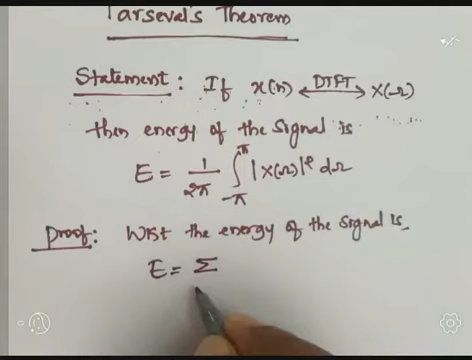 Parseval's Theorem
Statement: If x(n) <-DTFT-> X(Ω)
then energy of the signal is
E = 1/2π ∫_{-π}^{π} |X(Ω)|² dΩ
Proof: WKT the energy of the signal is
E = Σ